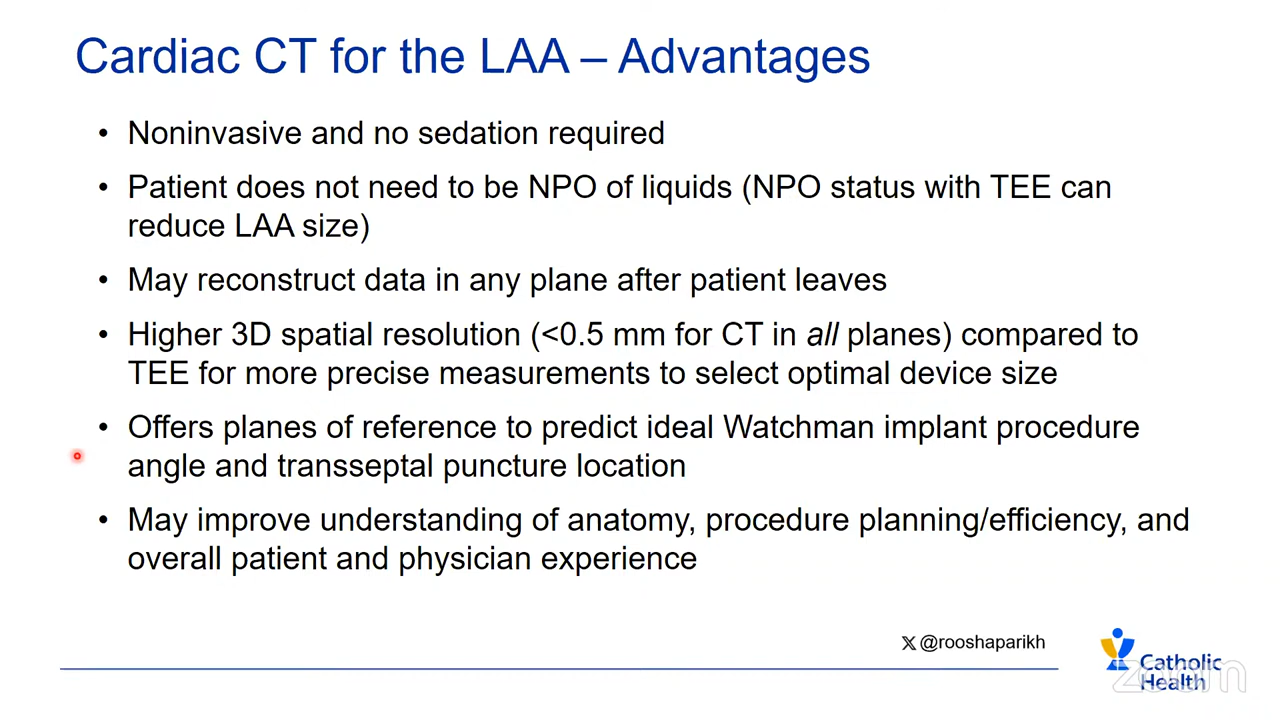 Cardiac CT for the LAA – Advantages
• Noninvasive and no sedation required
• Patient does not need to be NPO of liquids (NPO status with TEE can
reduce LAA size)
• May reconstruct data in any plane after patient leaves
• Higher 3D spatial resolution (<0.5 mm for CT in all planes) compared to
TEE for more precise measurements to select optimal device size
• Offers planes of reference to predict ideal Watchman implant procedure
angle and transseptal puncture location
• May improve understanding of anatomy, procedure planning/efficiency, and
overall patient and physician experience
X @rooshaparikh
Catholic
Health
zoom